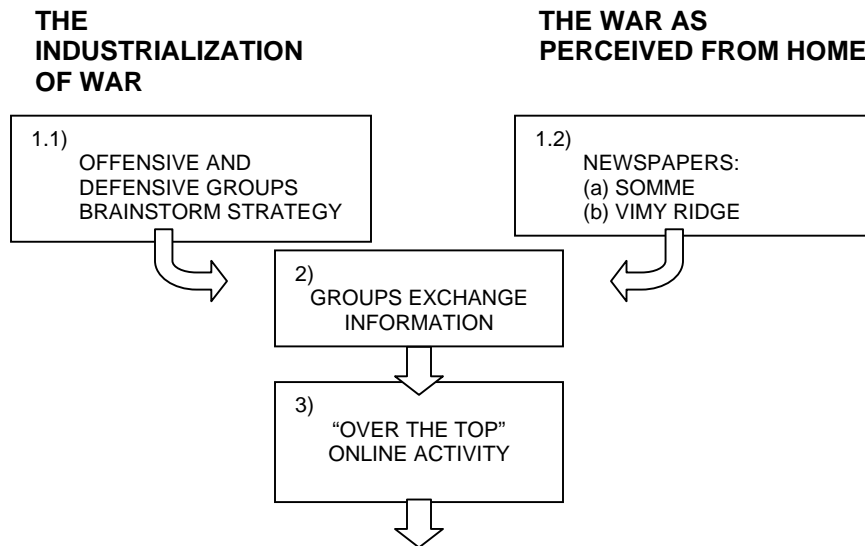 THE
INDUSTRIALIZATION
OF WAR
THE WAR AS
PERCEIVED FROM HOME
1.1)
OFFENSIVE AND
DEFENSIVE GROUPS
BRAINSTORM STRATEGY
1.2)
NEWSPAPERS:
(a) SOMME
(b) VIMY RIDGE
2)
GROUPS EXCHANGE
INFORMATION
3)
“OVER THE TOP”
ONLINE ACTIVITY